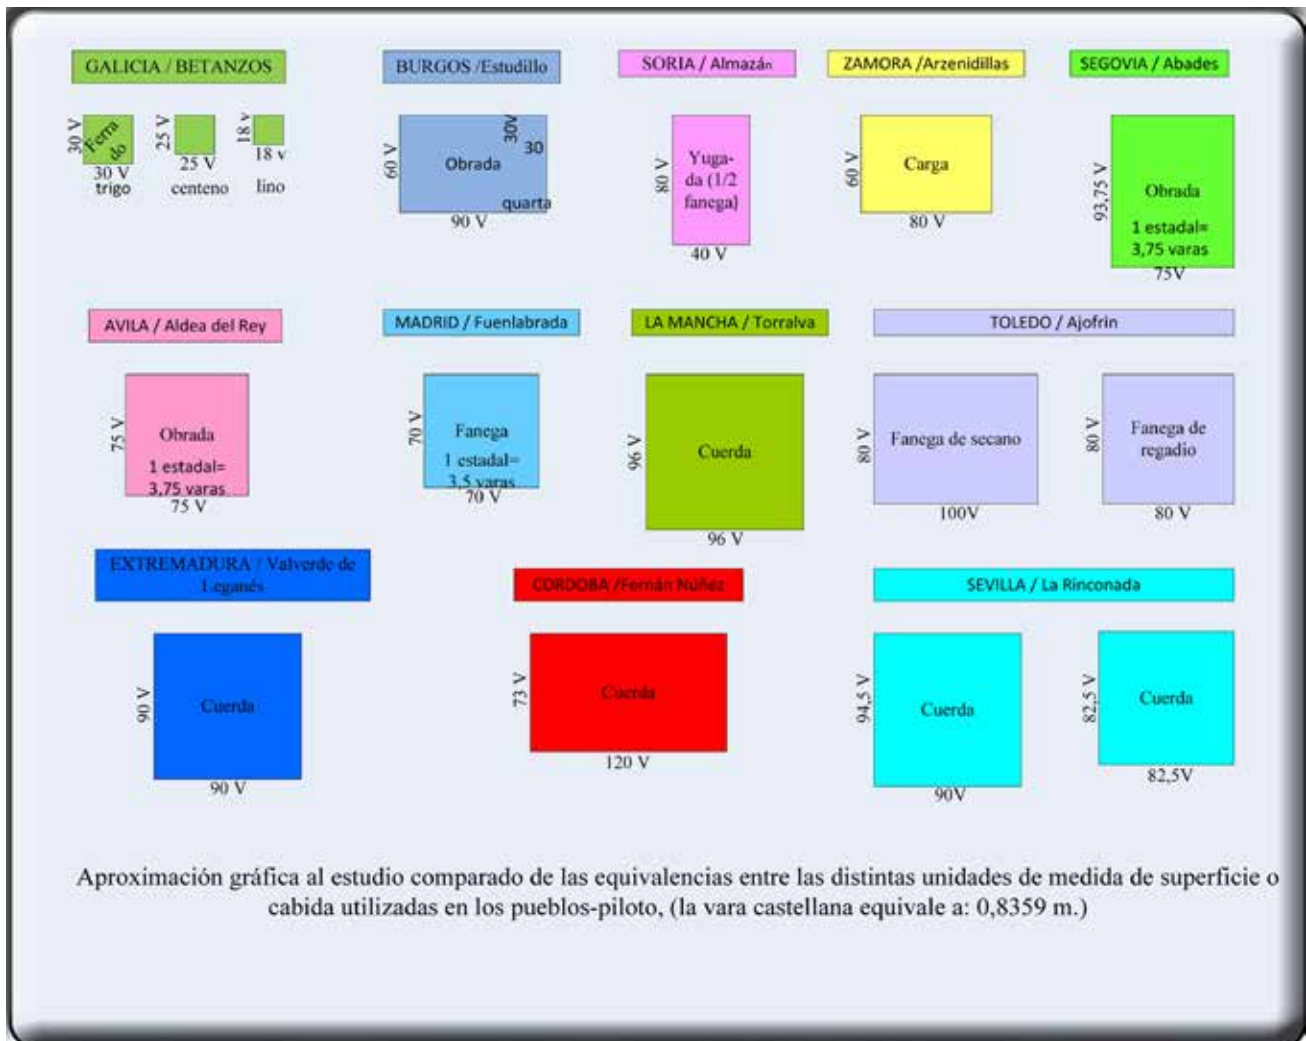 GALICIA / BETANZOS
30 V
Ferra
do
30 V
trigo
25 V
25 V
centeno
18 v
18 v
lino
BURGOS /Estudillo
60 V
Obrada
30V
30
quarta
90 V
SORIA / Almazán
80 V
Yuga-
da (1/2
fanega)
40 V
ZAMORA /Arzenidillas
60 V
Carga
80 V
SEGOVIA / Abades
93,75 V
Obrada
1 estadal=
3,75 varas
75V
AVILA / Aldea del Rey
75 V
Obrada
1 estadal=
3,75 varas
75 V
MADRID / Fuenlabrada
70 V
Fanega
1 estadal=
3,5 varas
70 V
LA MANCHA / Torralva
96 V
Cuerda
96 V
TOLEDO / Ajofrin
80 V
Fanega de secano
100V
80 V
Fanega de
regadio
80 V
EXTREMADURA / Valverde de
Leganés
90 V
Cuerda
90 V
CORDOBA /Fernán Núñez
73 V
Cuerda
120 V
SEVILLA / La Rinconada
94,5 V
Cuerda
90V
82,5 V
Cuerda
82,5V
Aproximación gráfica al estudio comparado de las equivalencias entre las distintas unidades de medida de superficie o
cabida utilizadas en los pueblos-piloto, (la vara castellana equivale a: 0,8359 m.)